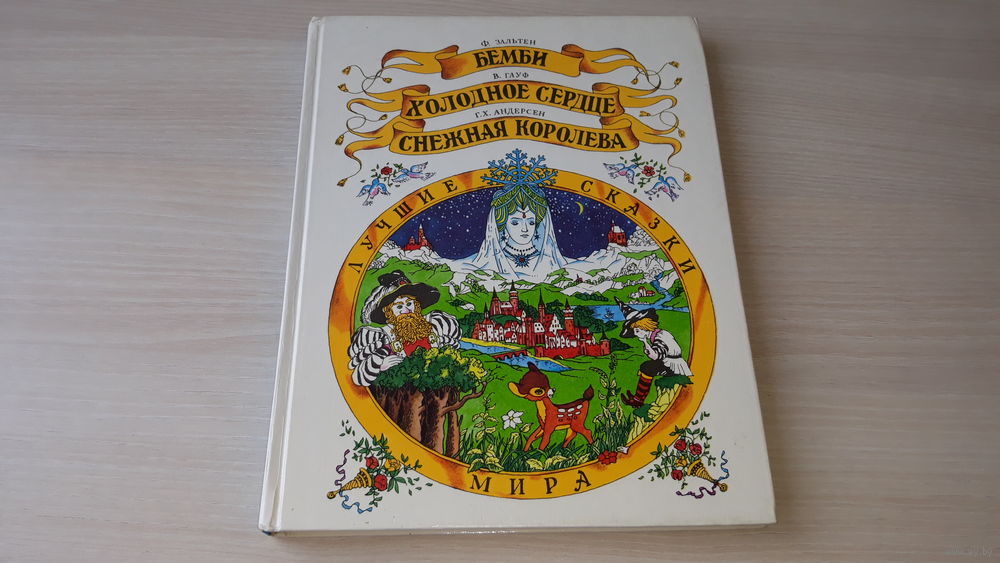 Ф. ЗАЛЬТЕН
БЕМБИ
В. ГАУФ
ХОЛОДНОЕ СЕРДЦЕ
Г.Х. АНДЕРСЕН
СНЕЖНАЯ КОРОЛЕВА
ЛУЧШИЕ СКАЗКИ
МИРА